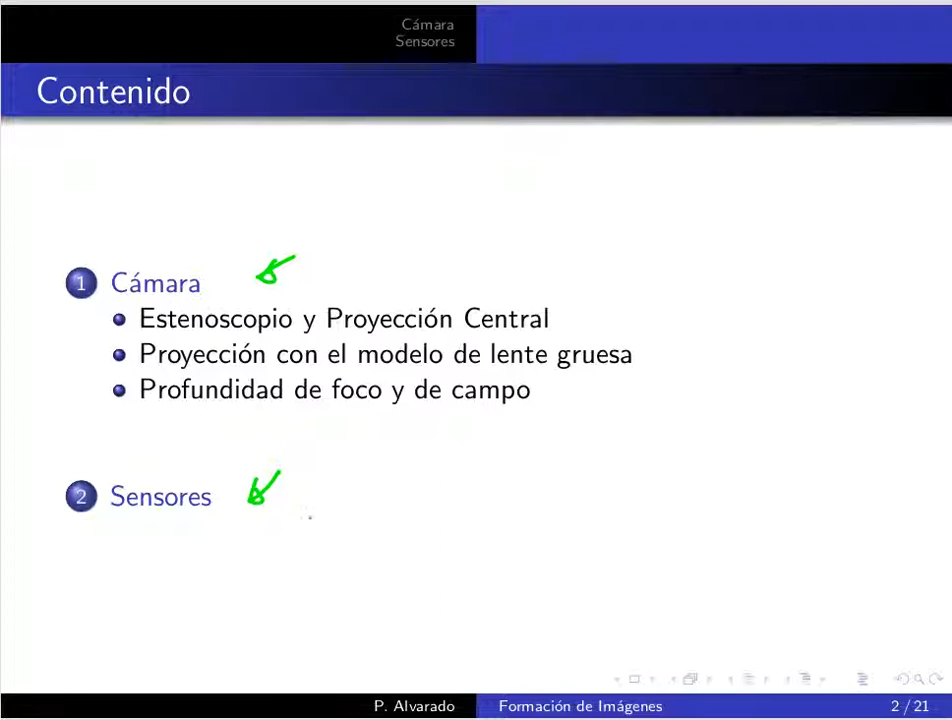 Cámara
Sensores
Contenido
1 Cámara
Estenoscopio y Proyección Central
Proyección con el modelo de lente gruesa
Profundidad de foco y de campo
2 Sensores
P. Alvarado Formación de Imágenes 2 / 21